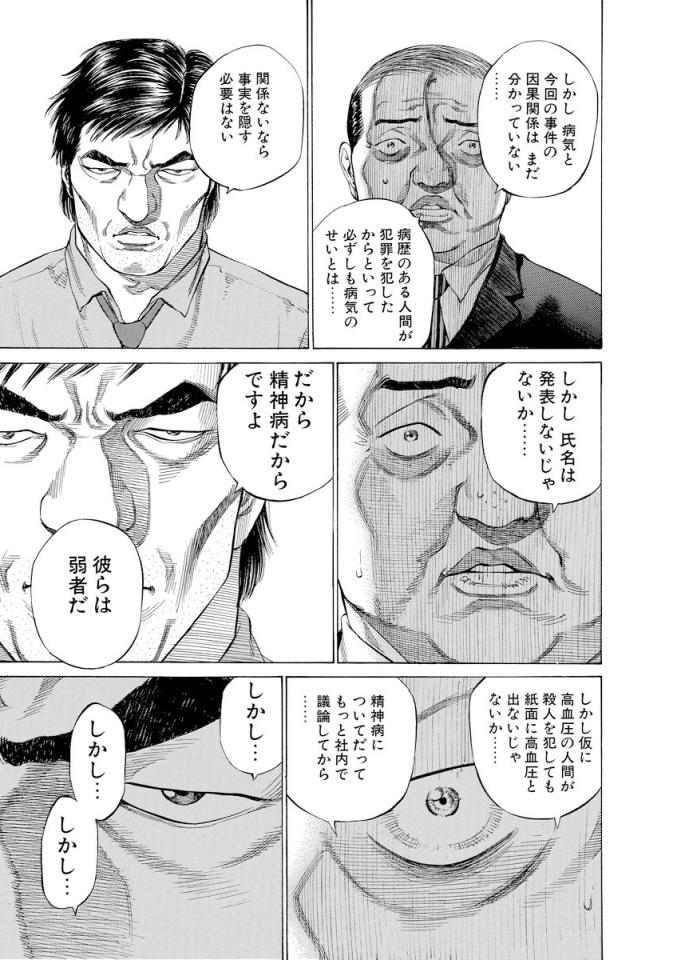 しかし 病気と
今回の事件の
因果関係は まだ
分かっていない
……
病歴のある人間が
犯罪を犯した
からといって
必ずしも病気の
せいとは……
関係ないなら
事実を隠す
必要はない
しかし 氏名は
発表しないじゃ
ないか……
だから
精神病だから
ですよ
彼らは
弱者だ
しかし仮に
高血圧の人間が
殺人を犯しても
紙面に高血圧と
出ないじゃ
ないか……
精神病に
ついてだって
もっと社内で
議論してから
……
しかし…
しかし…
しかし…